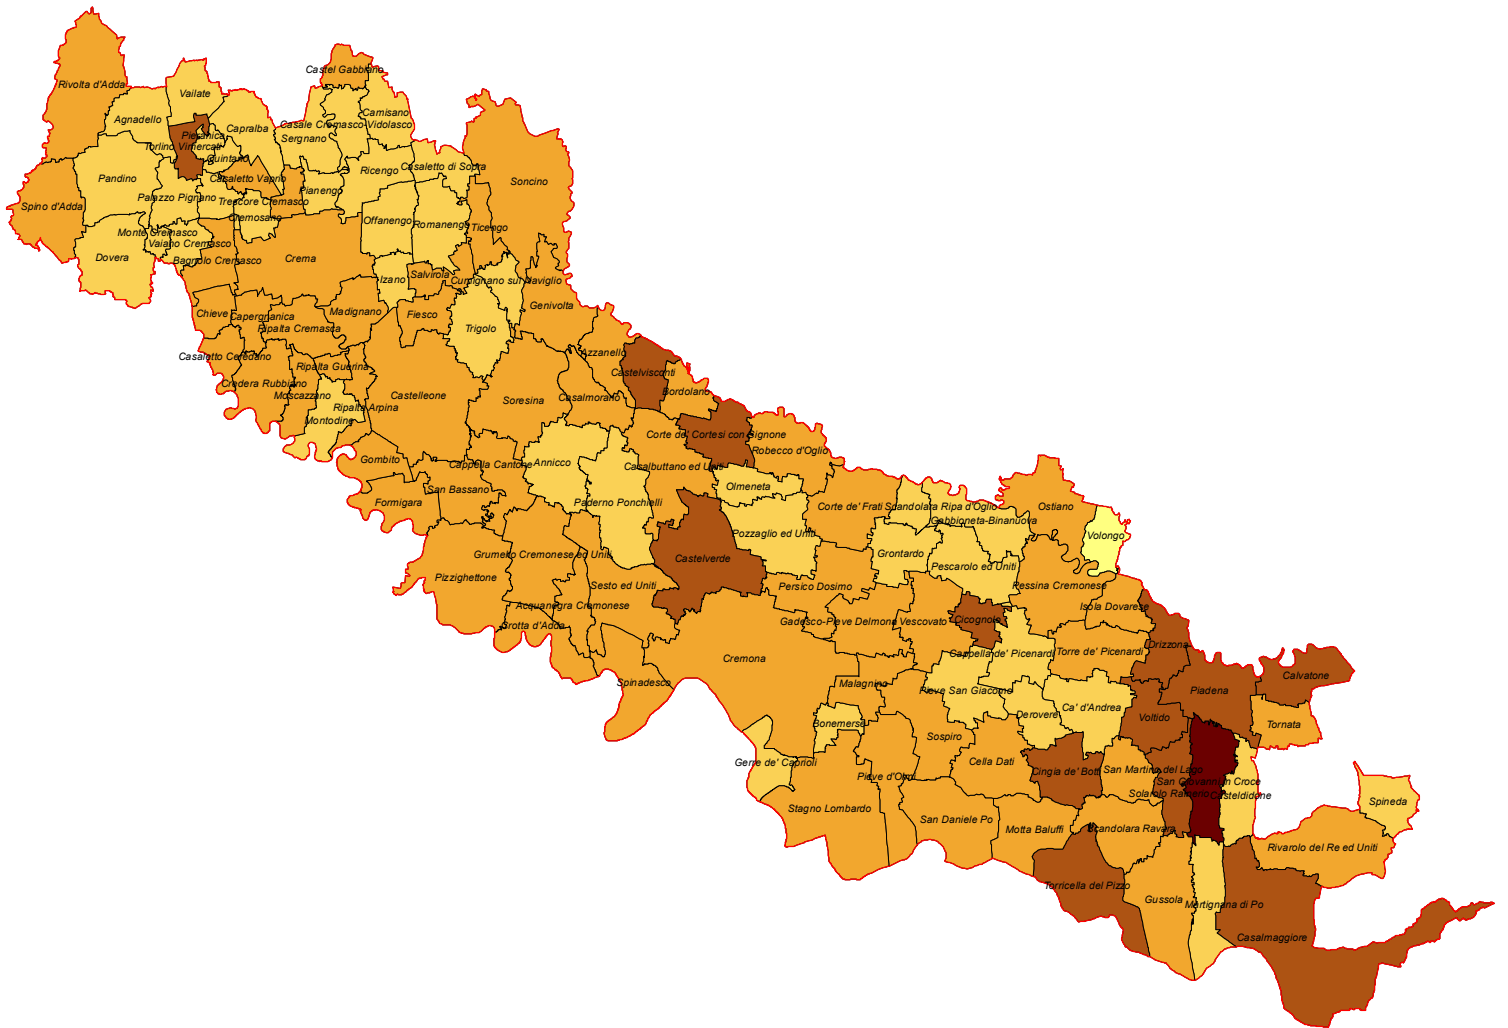 Castel Gabbiano
Rivolta d'Adda
Vailate
Agnadello
Camisano
Casale Cremasco-Vidolasco
Capralba
Pieranica
Sergnano
Torlino Vimercati
Quintano
Casaletto di Sopra
Ricengo
Pandino
Casaletto Vaprio
Soncino
Pianengo
Palazzo Pignano
Trescore Cremasco
Spino d'Adda
Cremosano
Offanengo
Romanengo
Ticengo
Monte Cremasco
Vaiano Cremasco
Dovera
Bagnolo Cremasco
Crema
Izano
Salvirola
Cumignano sul Naviglio
Genivolta
Chieve
Capergnanica
Madignano
Fiesco
Ripalta Cremasca
Trigolo
Casaletto Ceredano
Azzanello
Ripalta Guerina
Castelvisconti
Credera Rubbiano
Moscazzano
Castelleone
Soresina
Casalmorano
Bordolano
Ripalta Arpina
Montodine
Corte de' Cortesi con Cignone
Robecco d'Oglio
Gombito
Cappella Cantone
Annicco
Casalbuttano ed Uniti
San Bassano
Olmeneta
Formigara
Paderno Ponchielli
Corte de' Frati
Scandolara Ripa d'Oglio
Ostiano
Gabbioneta-Binanuova
Pozzaglio ed Uniti
Volongo
Grumello Cremonese ed Uniti
Castelverde
Grontardo
Pescarolo ed Uniti
Pizzighettone
Sesto ed Uniti
Persico Dosimo
Pessina Cremonese
Acquanegra Cremonese
Isola Dovarese
Grotta d'Adda
Gadesco-Pieve Delmona
Vescovato
Cicognolo
Drizzona
Cremona
Cappella de' Picenardi
Torre de' Picenardi
Spinadesco
Malagnino
Pieve San Giacomo
Calvatone
Piadena
Ca' d'Andrea
Derovere
Voltido
Bonemerse
Tornata
Sospiro
Gerre de' Caprioli
Cella Dati
Cingia de' Botti
San Martino del Lago
Pieve d'Olmi
San Giovanni in Croce
Solarolo Rainerio
Casteldidone
Spineda
Stagno Lombardo
San Daniele Po
Motta Baluffi
Scandolara Ravara
Rivarolo del Re ed Uniti
Torricella del Pizzo
Gussola
Martignana di Po
Casalmaggiore